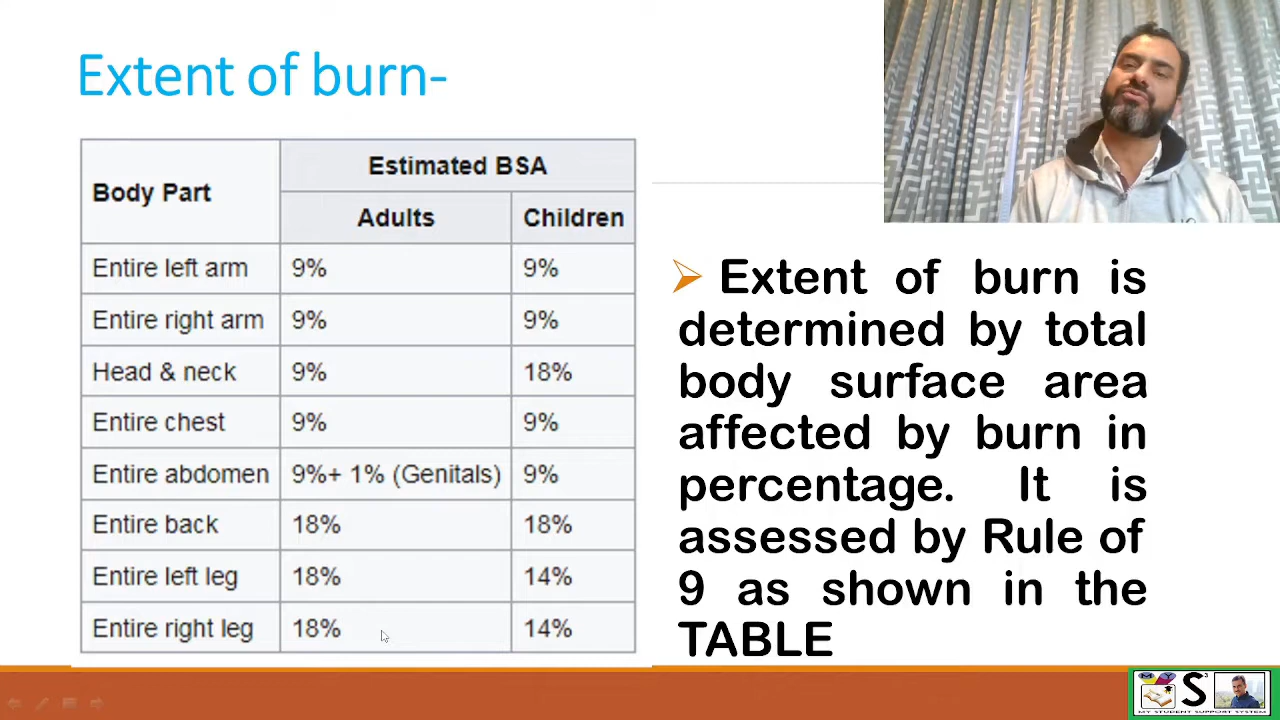 Extent of burn-
Body Part
Estimated BSA
Adults
Children
Entire left arm 9% 9%
Entire right arm 9% 9%
Head & neck 9% 18%
Entire chest 9% 9%
Entire abdomen 9%+ 1% (Genitals) 9%
Entire back 18% 18%
Entire left leg 18% 14%
Entire right leg 18% 14%
Extent of burn is
determined by total
body surface area
affected by burn in
percentage. It is
assessed by Rule of
9 as shown in the
TABLE
MY
S³
MY STUDENT SUPPORT SYSTEM